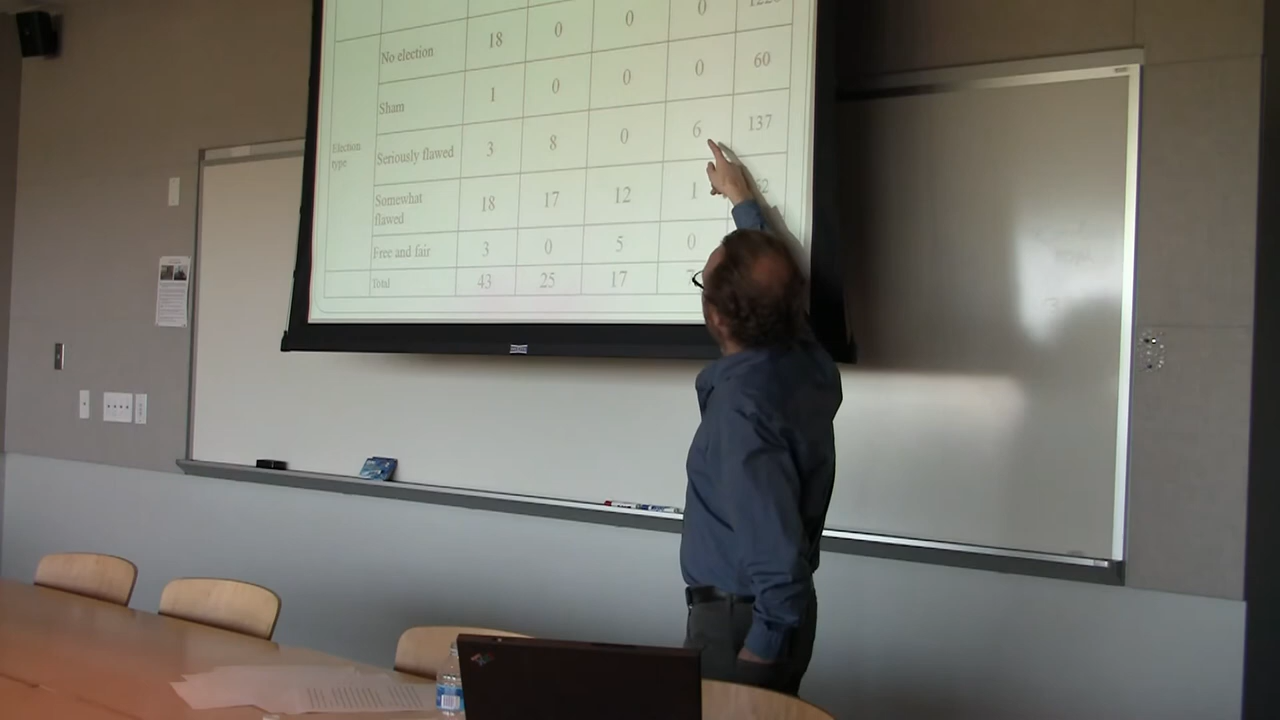 No election 18 0 0 0
Sham 1 0 0 0 60
Election
type
Seriously flawed 3 8 0 6 137
Somewhat
flawed 18 17 12 1
Free and fair 3 0 5 0
Total 43 25 17